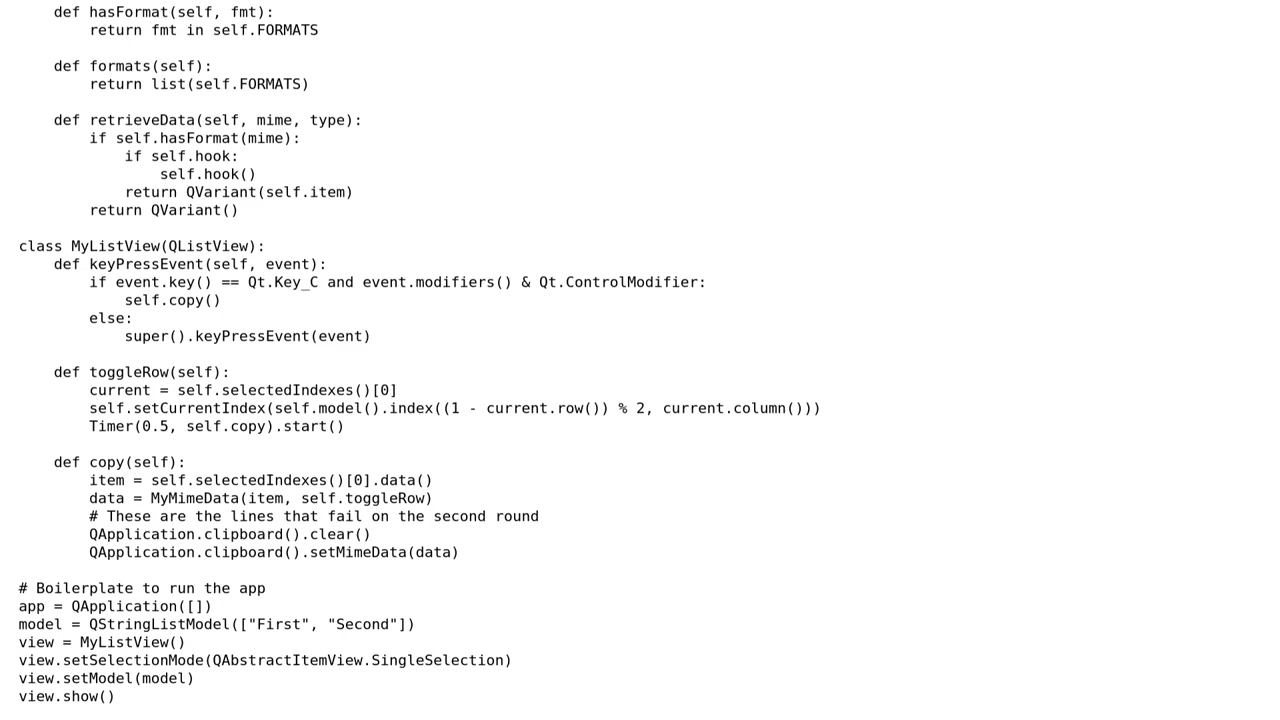 def hasFormat(self, fmt):
        return fmt in self.FORMATS

    def formats(self):
        return list(self.FORMATS)

    def retrieveData(self, mime, type):
        if self.hasFormat(mime):
            if self.hook:
                self.hook()
            return QVariant(self.item)
        return QVariant()

class MyListView(QListView):
    def keyPressEvent(self, event):
        if event.key() == Qt.Key_C and event.modifiers() & Qt.ControlModifier:
            self.copy()
        else:
            super().keyPressEvent(event)

    def toggleRow(self):
        current = self.selectedIndexes()[0]
        self.setCurrentIndex(self.model().index((1 - current.row()) % 2, current.column()))
        Timer(0.5, self.copy).start()

    def copy(self):
        item = self.selectedIndexes()[0].data()
        data = MyMimeData(item, self.toggleRow)
        # These are the lines that fail on the second round
        QApplication.clipboard().clear()
        QApplication.clipboard().setMimeData(data)

# Boilerplate to run the app
app = QApplication([])
model = QStringListModel(["First", "Second"])
view = MyListView()
view.setSelectionMode(QAbstractItemView.SingleSelection)
view.setModel(model)
view.show()